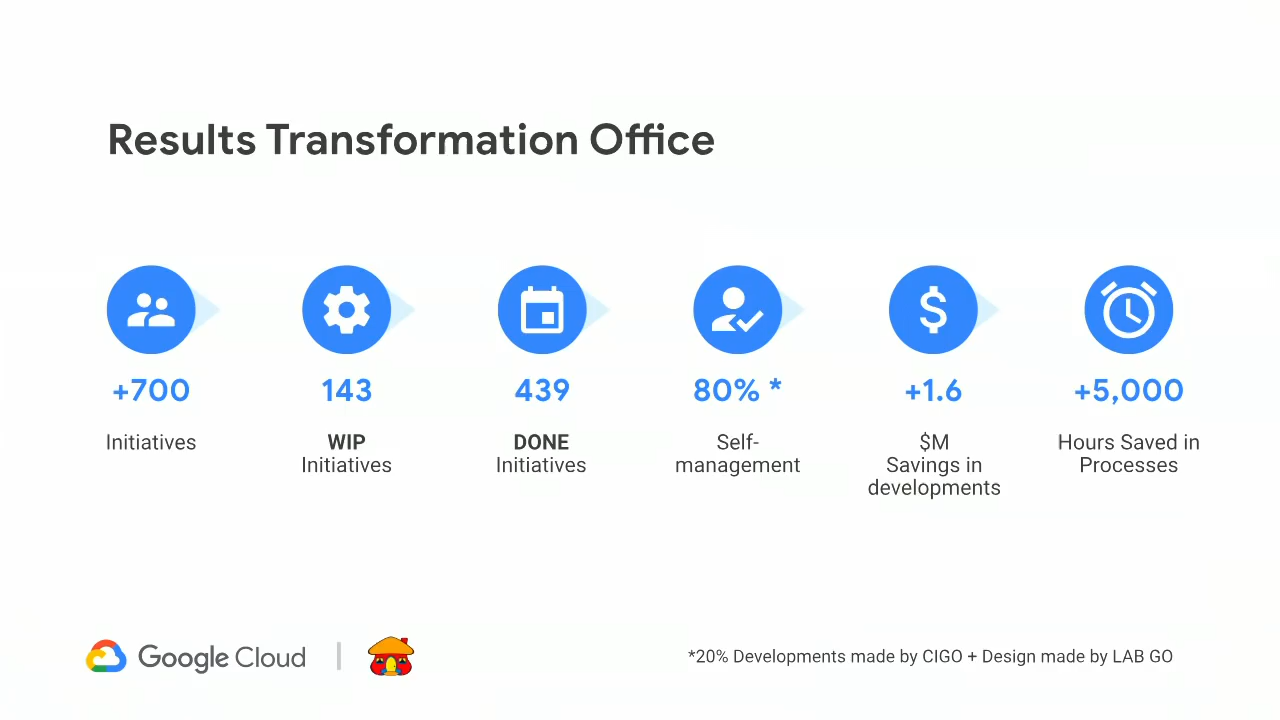 Results Transformation Office
+700
Initiatives
143
WIP
Initiatives
439
DONE
Initiatives
80% *
Self-
management
+1.6
$M
Savings in
developments
+5,000
Hours Saved in
Processes
Google Cloud
*20% Developments made by CIGO + Design made by LAB GO